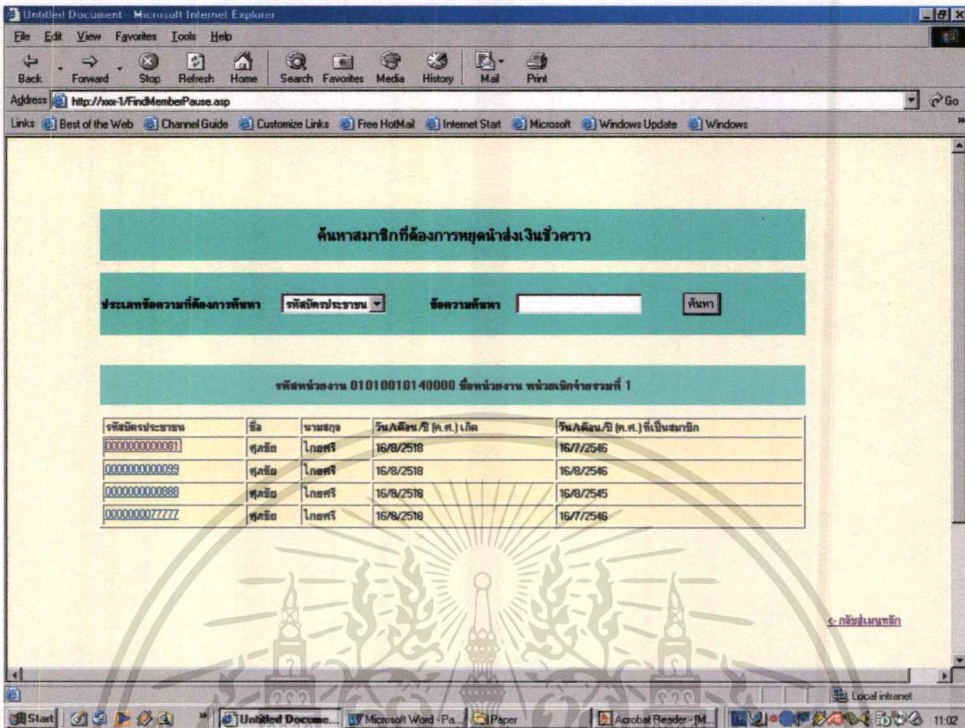 Untitled Document - Microsoft Internet Explorer
File Edit View Favorites Tools Help
Back Forward Stop Refresh Home Search Favorites Media History Mail Print
Address http://xxx-1/FindMemberPause.asp Go
Links Best of the Web Channel Guide Customize Links Free HotMail Internet Start Microsoft Windows Update Windows
ค้นหาสมาชิกที่ต้องการหยุดนำส่งเงินชั่วคราว
ประเภทข้อความที่ต้องการค้นหา รหัสบัตรประชาชน ข้อความค้นหา ค้นหา
รหัสหน่วยงาน 01010010140000 ชื่อหน่วยงาน หน่วยเบิกจ่ายรวมที่ 1
รหัสบัตรประชาชน ชื่อ นามสกุล วัน/เดือน/ปี (ค.ศ.) เกิด วัน/เดือน/ปี (ค.ศ.) ที่เป็นสมาชิก
0000000000081 ศุภชัย ไกยศรี 16/8/2518 16/7/2546
0000000000099 ศุภชัย ไกยศรี 16/8/2518 16/8/2546
0000000000888 ศุภชัย ไกยศรี 16/8/2518 16/8/2545
0000000077777 ศุภชัย ไกยศรี 16/8/2518 16/7/2546
<- กลับสู่เมนูหลัก
Local intranet
Start Untitled Docume... Microsoft Word - Pa... Paper Acrobat Reader - [M... 11:02